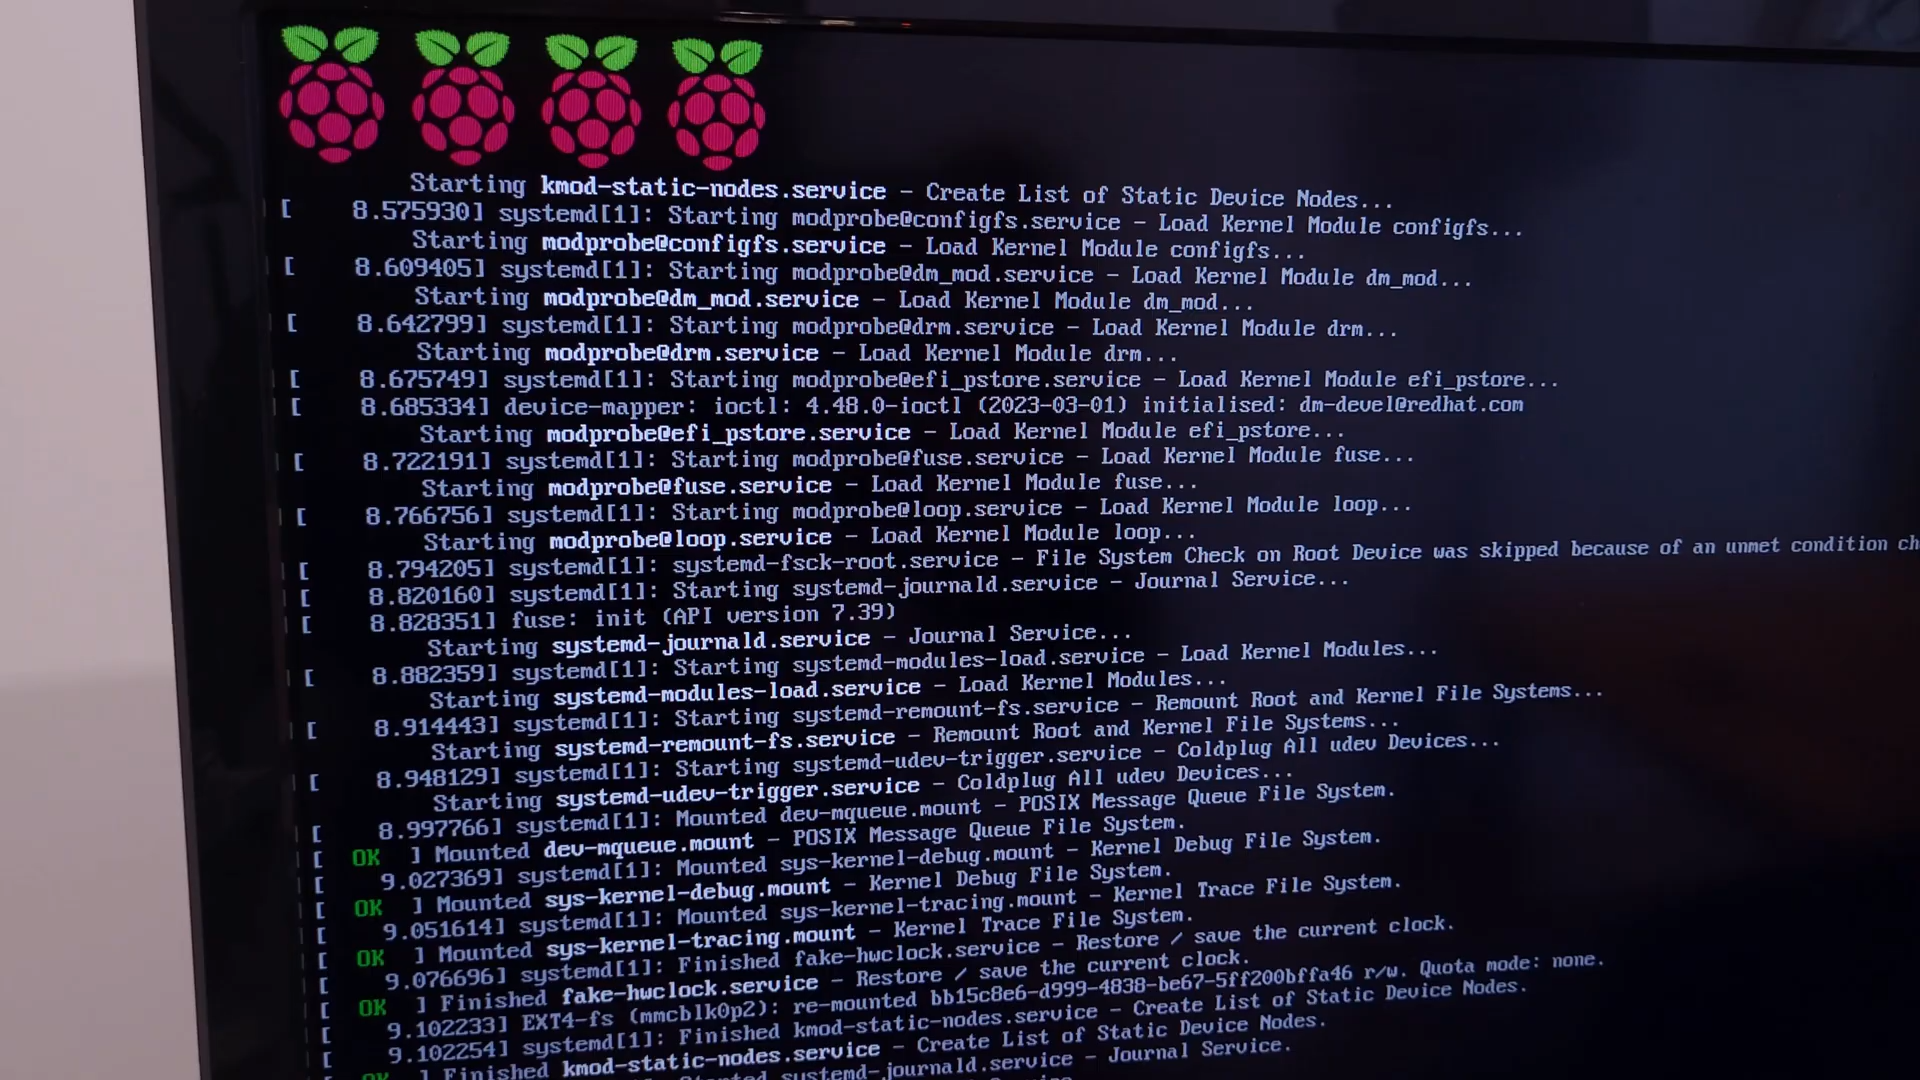 Starting kmod-static-nodes.service - Create List of Static Device Nodes...
[ 8.575930] systemd[1]: Starting modprobe@configfs.service - Load Kernel Module configfs...
Starting modprobe@configfs.service - Load Kernel Module configfs...
[ 8.609405] systemd[1]: Starting modprobe@dm_mod.service - Load Kernel Module dm_mod...
Starting modprobe@dm_mod.service - Load Kernel Module dm_mod...
[ 8.642799] systemd[1]: Starting modprobe@drm.service - Load Kernel Module drm...
Starting modprobe@drm.service - Load Kernel Module drm...
[ 8.675749] systemd[1]: Starting modprobe@efi_pstore.service - Load Kernel Module efi_pstore...
[ 8.685334] device-mapper: ioctl: 4.48.0-ioctl (2023-03-01) initialised: dm-devel@redhat.com
Starting modprobe@efi_pstore.service - Load Kernel Module efi_pstore...
[ 8.722191] systemd[1]: Starting modprobe@fuse.service - Load Kernel Module fuse...
Starting modprobe@fuse.service - Load Kernel Module fuse...
[ 8.766756] systemd[1]: Starting modprobe@loop.service - Load Kernel Module loop...
Starting modprobe@loop.service - Load Kernel Module loop...
[ 8.794205] systemd[1]: systemd-fsck-root.service - File System Check on Root Device was skipped because of an unmet condition ch
[ 8.820160] systemd[1]: Starting systemd-journald.service - Journal Service...
[ 8.828351] fuse: init (API version 7.39)
Starting systemd-journald.service - Journal Service...
[ 8.882359] systemd[1]: Starting systemd-modules-load.service - Load Kernel Modules...
Starting systemd-modules-load.service - Load Kernel Modules...
[ 8.914443] systemd[1]: Starting systemd-remount-fs.service - Remount Root and Kernel File Systems...
Starting systemd-remount-fs.service - Remount Root and Kernel File Systems...
[ 8.948129] systemd[1]: Starting systemd-udev-trigger.service - Coldplug All udev Devices...
Starting systemd-udev-trigger.service - Coldplug All udev Devices...
[ 8.997766] systemd[1]: Mounted dev-mqueue.mount - POSIX Message Queue File System.
[ OK ] Mounted dev-mqueue.mount - POSIX Message Queue File System.
[ 9.027369] systemd[1]: Mounted sys-kernel-debug.mount - Kernel Debug File System.
[ OK ] Mounted sys-kernel-debug.mount - Kernel Debug File System.
[ 9.051614] systemd[1]: Mounted sys-kernel-tracing.mount - Kernel Trace File System.
[ OK ] Mounted sys-kernel-tracing.mount - Kernel Trace File System.
[ 9.076696] systemd[1]: Finished fake-hwclock.service - Restore / save the current clock.
[ OK ] Finished fake-hwclock.service - Restore / save the current clock.
[ 9.102233] EXT4-fs (mmcblk0p2): re-mounted bb15c8e6-d999-4838-be67-5ff200bffa46 r/w. Quota mode: none.
[ 9.102254] systemd[1]: Finished kmod-static-nodes.service - Create List of Static Device Nodes.
[ OK ] Finished kmod-static-nodes.service - Create List of Static Device Nodes.
systemd-journald.service - Journal Service.